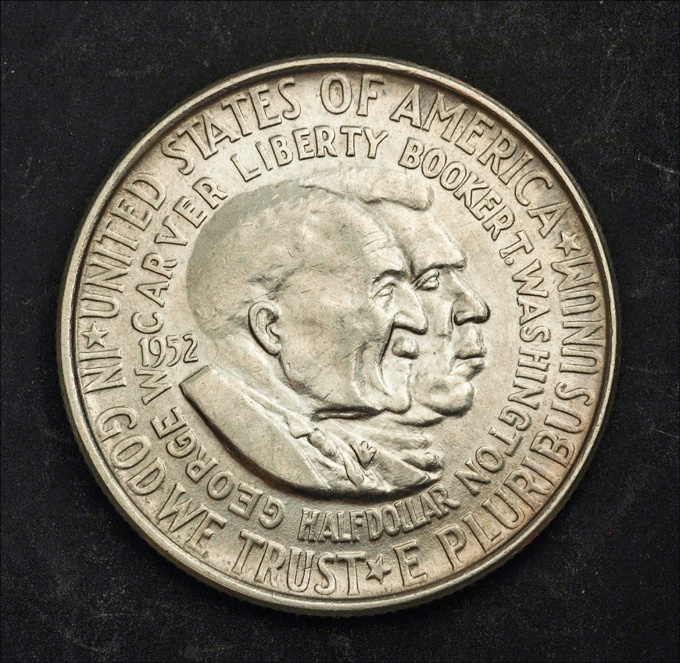 UNITED STATES OF AMERICA ★ E PLURIBUS UNUM ★ IN GOD WE TRUST ★
GEORGE W CARVER LIBERTY BOOKER T. WASHINGTON
1952
HALF DOLLAR